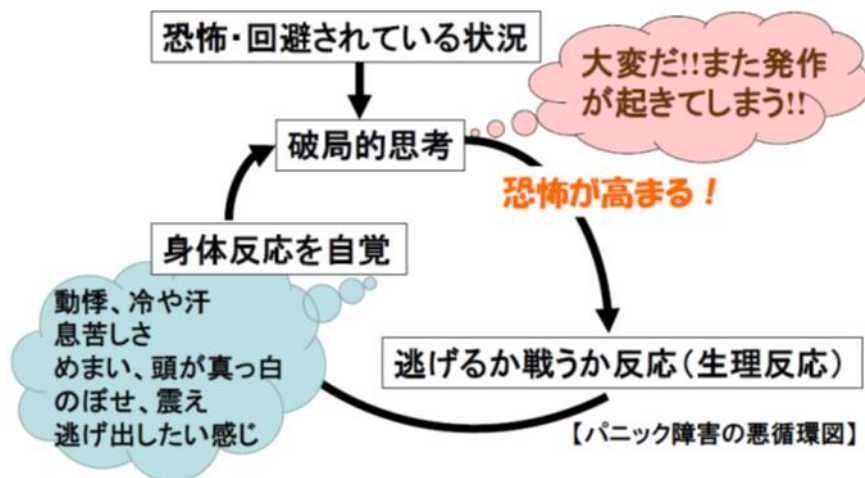 恐怖・回避されている状況
大変だ!!また発作
が起きてしまう!!
破局的思考
恐怖が高まる！
身体反応を自覚
動悸、冷や汗
息苦しさ
めまい、頭が真っ白
のぼせ、震え
逃げ出したい感じ
逃げるか戦うか反応（生理反応）
【パニック障害の悪循環図】